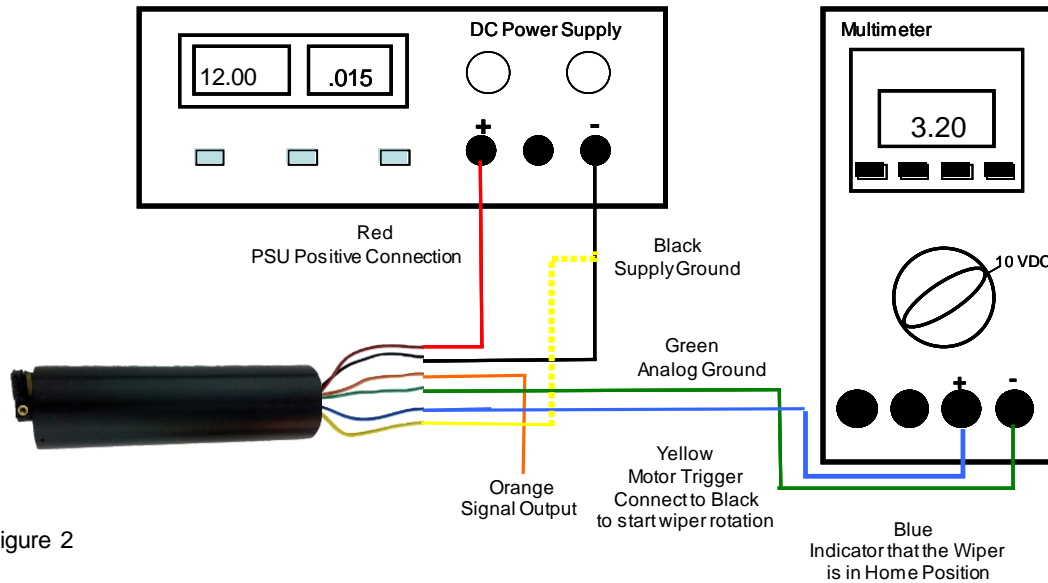 DC Power Supply
Multimeter
12.00
.015
3.20
+
-
10 VDC
Red
PSU Positive Connection
Black
Supply Ground
Green
Analog Ground
+
-
Yellow
Motor Trigger
Connect to Black
to start wiper rotation
Orange
Signal Output
Blue
Indicator that the Wiper
is in Home Position
igure 2